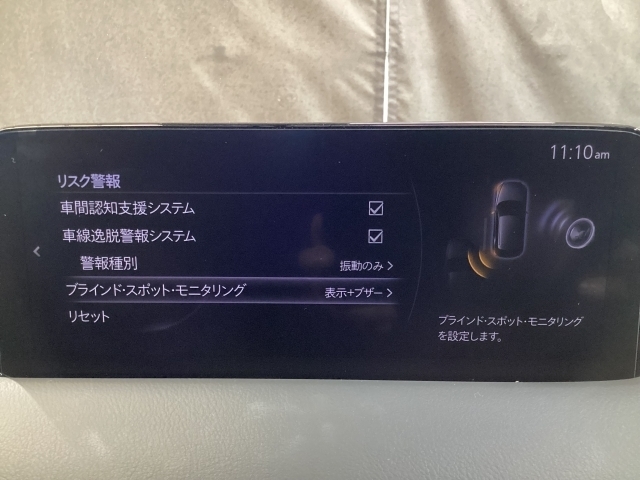 11:10am
リスク警報
車間認知支援システム
車線逸脱警報システム
警報種別 振動のみ
ブラインド・スポット・モニタリング 表示+ブザー
リセット
ブラインド・スポット・モニタリング
を設定します。